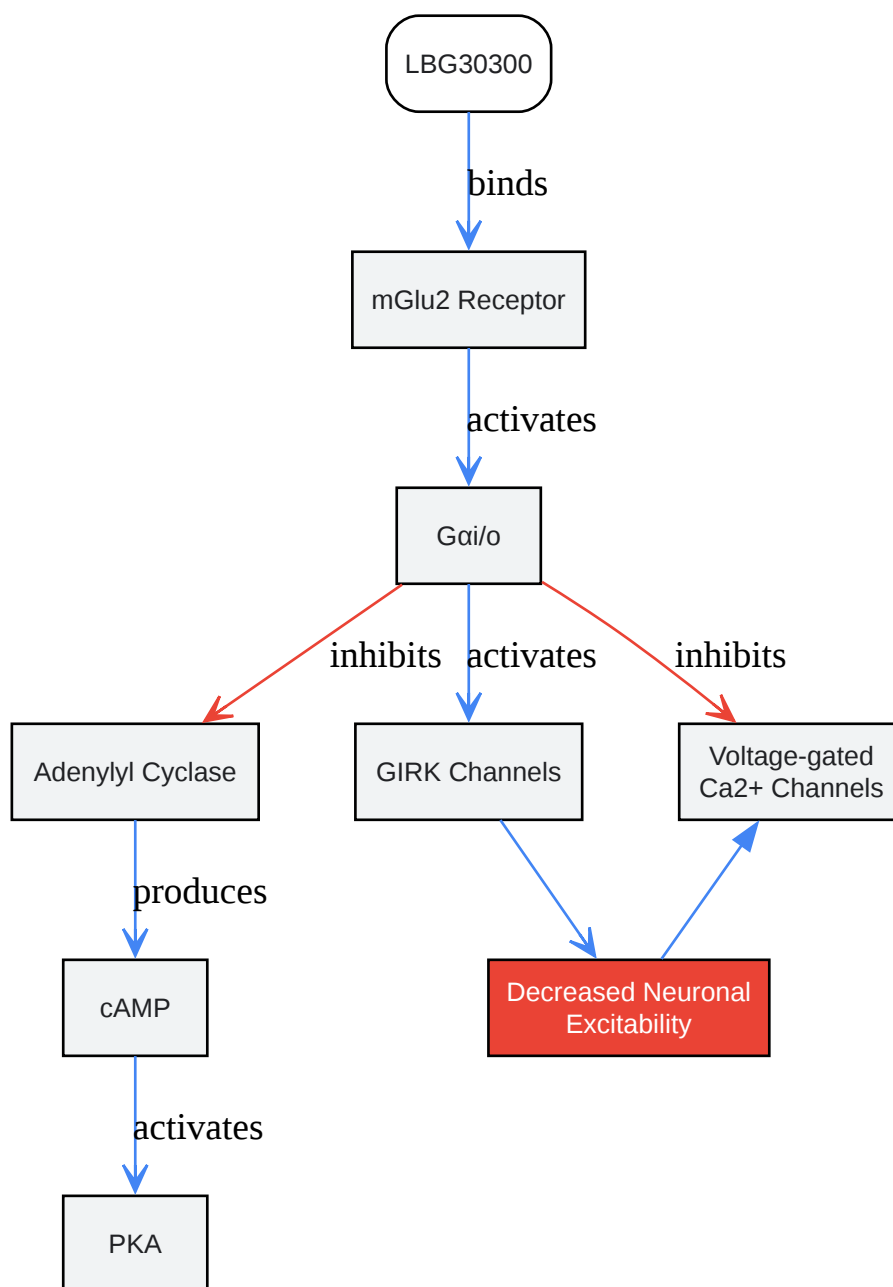 LBG30300
binds
mGlu2 Receptor
activates
Gαi/o
inhibits
activates
inhibits
Adenylyl Cyclase
GIRK Channels
Voltage-gated
Ca2+ Channels
produces
cAMP
Decreased Neuronal
Excitability
activates
PKA